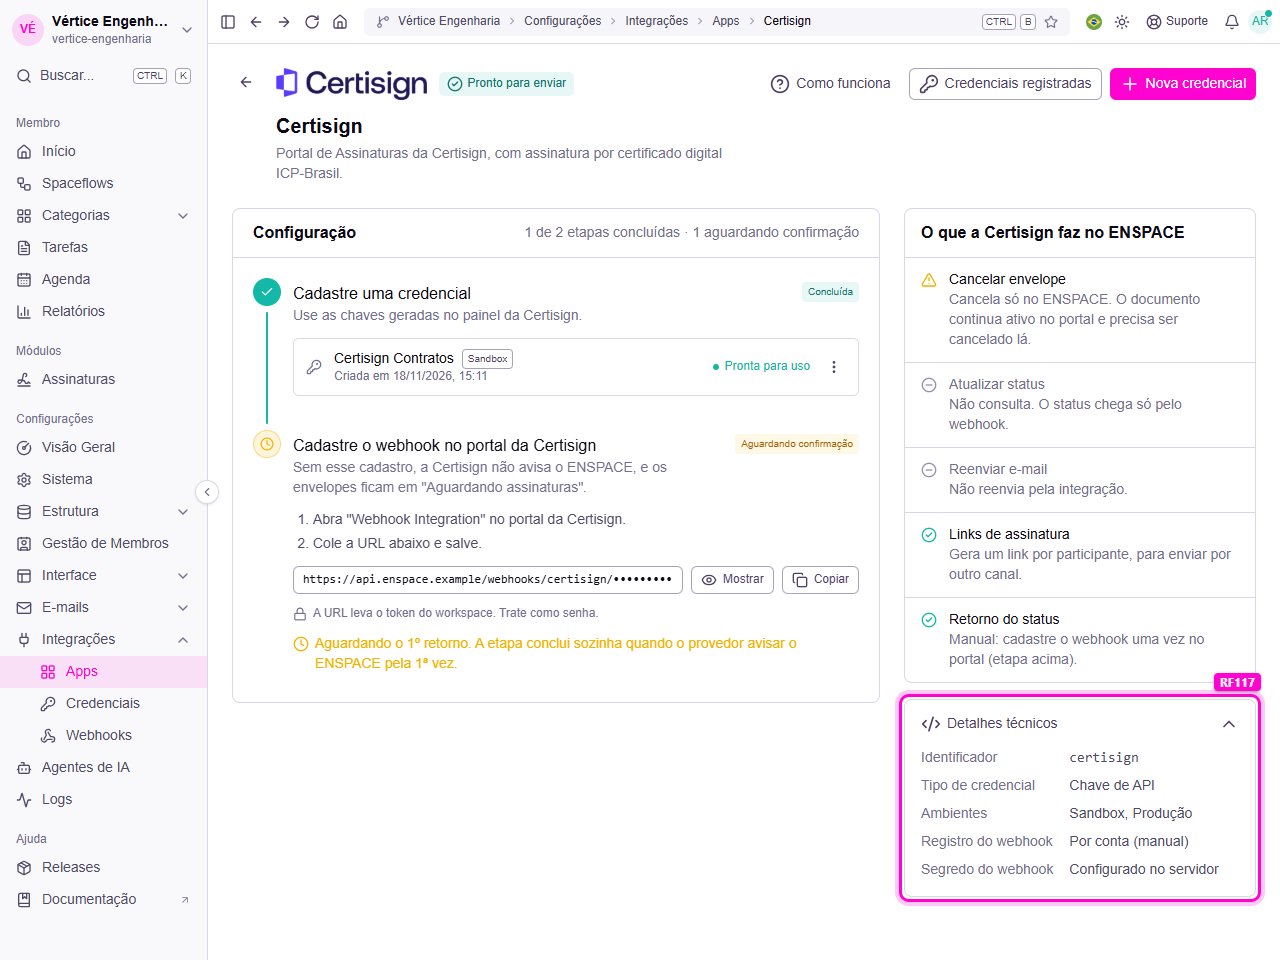 VÉ
Vértice Engenh...
vertice-engenharia
Buscar...
CTRL
K
Membro
Início
Spaceflows
Categorias
Tarefas
Agenda
Relatórios
Módulos
Assinaturas
Configurações
Visão Geral
Sistema
Estrutura
Gestão de Membros
Interface
E-mails
Integrações
Apps
Credenciais
Webhooks
Agentes de IA
Logs
Ajuda
Releases
Documentação
Vértice Engenharia
Configurações
Integrações
Apps
Certisign
CTRL
B
Suporte
AR
Certisign
Pronto para enviar
Como funciona
Credenciais registradas
Nova credencial
Certisign
Portal de Assinaturas da Certisign, com assinatura por certificado digital
ICP-Brasil.
Configuração
1 de 2 etapas concluídas · 1 aguardando confirmação
Cadastre uma credencial
Concluída
Use as chaves geradas no painel da Certisign.
Certisign Contratos
Sandbox
Criada em 18/11/2026, 15:11
Pronta para uso
Cadastre o webhook no portal da Certisign
Aguardando confirmação
Sem esse cadastro, a Certisign não avisa o ENSPACE, e os
envelopes ficam em "Aguardando assinaturas".
1. Abra "Webhook Integration" no portal da Certisign.
2. Cole a URL abaixo e salve.
https://api.enspace.example/webhooks/certisign/•••••••••
Mostrar
Copiar
A URL leva o token do workspace. Trate como senha.
Aguardando o 1º retorno. A etapa conclui sozinha quando o provedor avisar o
ENSPACE pela 1ª vez.
O que a Certisign faz no ENSPACE
Cancelar envelope
Cancela só no ENSPACE. O documento
continua ativo no portal e precisa ser
cancelado lá.
Atualizar status
Não consulta. O status chega só pelo
webhook.
Reenviar e-mail
Não reenvia pela integração.
Links de assinatura
Gera um link por participante, para enviar por
outro canal.
Retorno do status
Manual: cadastre o webhook uma vez no
portal (etapa acima).
RF117
Detalhes técnicos
Identificador certisign
Tipo de credencial Chave de API
Ambientes Sandbox, Produção
Registro do webhook Por conta (manual)
Segredo do webhook Configurado no servidor